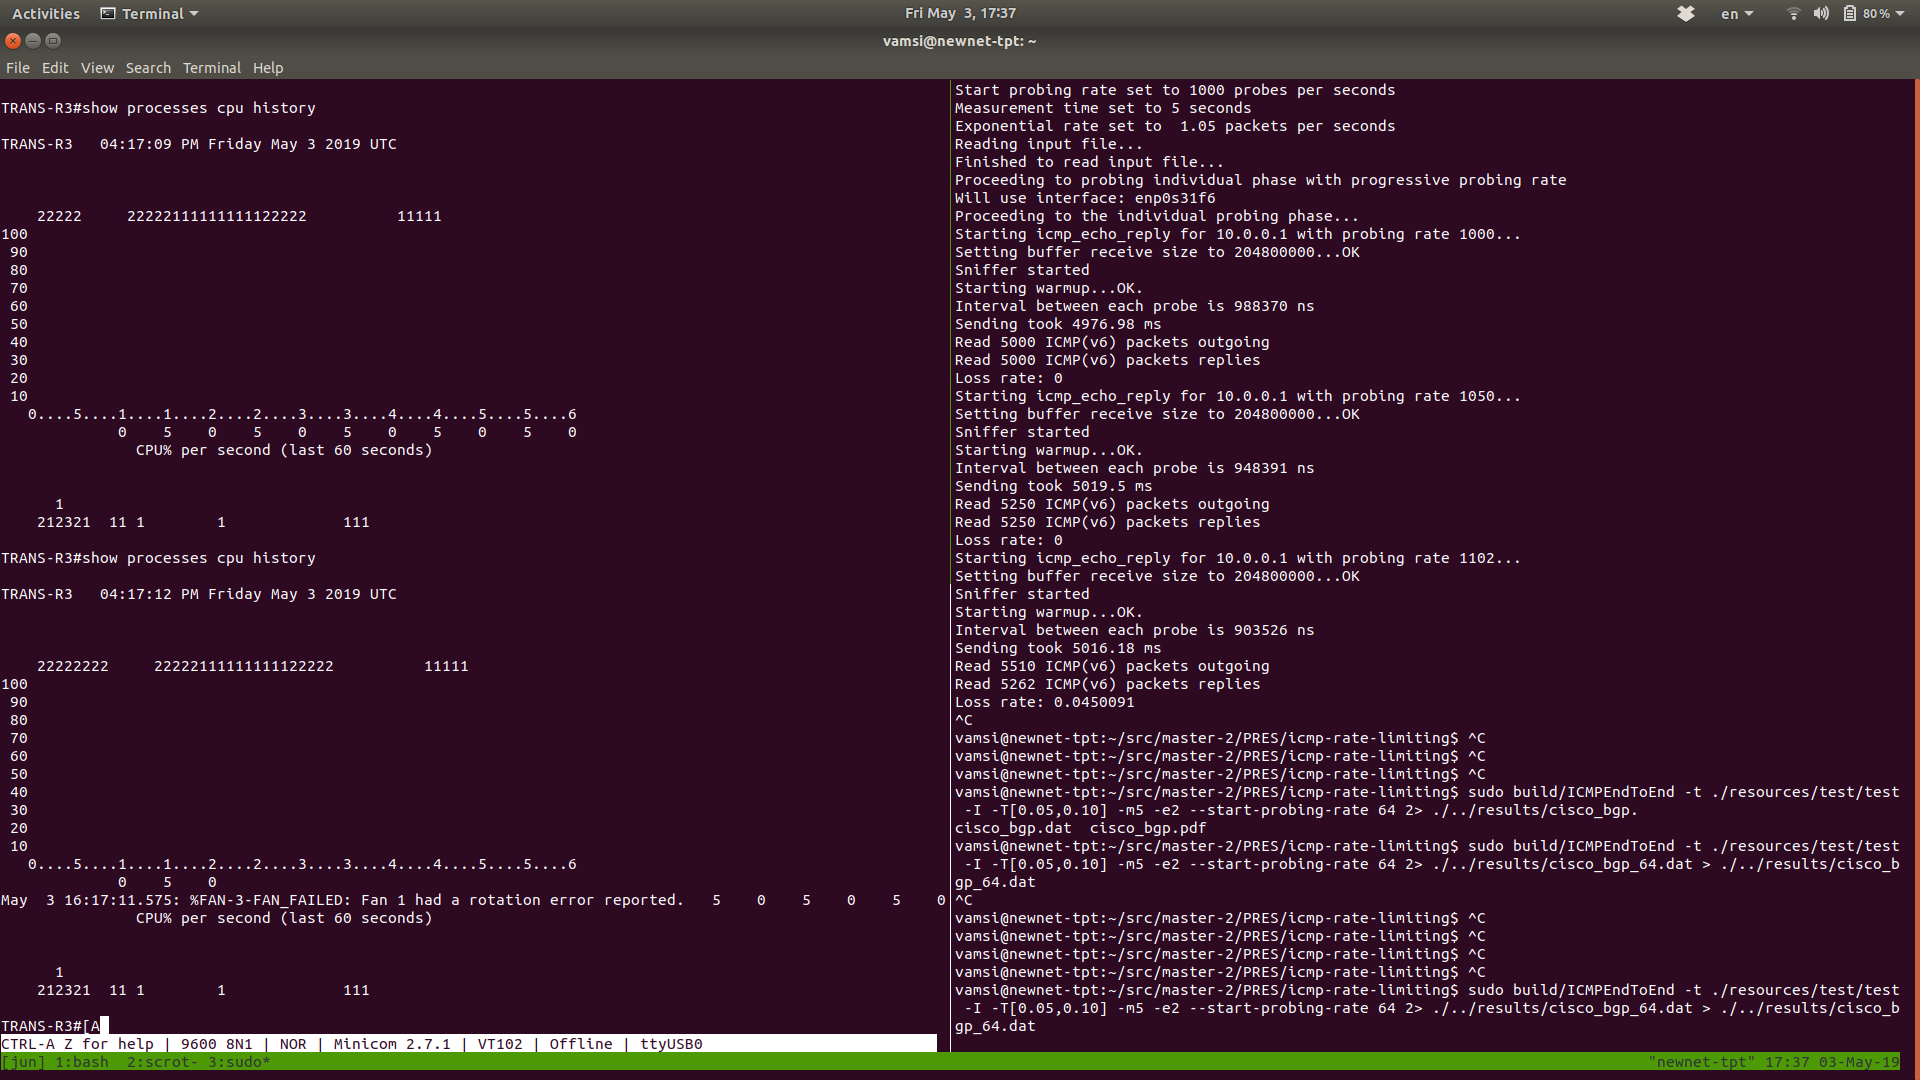 Activities Terminal
Fri May 3, 17:37
en 80%
vamsi@newnet-tpt: ~
File Edit View Search Terminal Help
TRANS-R3#show processes cpu history
TRANS-R3   04:17:09 PM Friday May 3 2019 UTC
    22222     22222111111111122222          11111
100
 90
 80
 70
 60
 50
 40
 30
 20
 10
   0....5....1....1....2....2....3....3....4....4....5....5....6
             0    5    0    5    0    5    0    5    0    5    0
               CPU% per second (last 60 seconds)
      1
    212321  11 1        1             111
TRANS-R3#show processes cpu history
TRANS-R3   04:17:12 PM Friday May 3 2019 UTC
    22222222     22222111111111122222          11111
100
 90
 80
 70
 60
 50
 40
 30
 20
 10
   0....5....1....1....2....2....3....3....4....4....5....5....6
             0    5    0
May  3 16:17:11.575: %FAN-3-FAN_FAILED: Fan 1 had a rotation error reported.   5    0    5    0    5    0
               CPU% per second (last 60 seconds)
      1
    212321  11 1        1             111
TRANS-R3#[A
CTRL-A Z for help | 9600 8N1 | NOR | Minicom 2.7.1 | VT102 | Offline | ttyUSB0
Start probing rate set to 1000 probes per seconds
Measurement time set to 5 seconds
Exponential rate set to  1.05 packets per seconds
Reading input file...
Finished to read input file...
Proceeding to probing individual phase with progressive probing rate
Will use interface: enp0s31f6
Proceeding to the individual probing phase...
Starting icmp_echo_reply for 10.0.0.1 with probing rate 1000...
Setting buffer receive size to 204800000...OK
Sniffer started
Starting warmup...OK.
Interval between each probe is 988370 ns
Sending took 4976.98 ms
Read 5000 ICMP(v6) packets outgoing
Read 5000 ICMP(v6) packets replies
Loss rate: 0
Starting icmp_echo_reply for 10.0.0.1 with probing rate 1050...
Setting buffer receive size to 204800000...OK
Sniffer started
Starting warmup...OK.
Interval between each probe is 948391 ns
Sending took 5019.5 ms
Read 5250 ICMP(v6) packets outgoing
Read 5250 ICMP(v6) packets replies
Loss rate: 0
Starting icmp_echo_reply for 10.0.0.1 with probing rate 1102...
Setting buffer receive size to 204800000...OK
Sniffer started
Starting warmup...OK.
Interval between each probe is 903526 ns
Sending took 5016.18 ms
Read 5510 ICMP(v6) packets outgoing
Read 5262 ICMP(v6) packets replies
Loss rate: 0.0450091
^C
vamsi@newnet-tpt:~/src/master-2/PRES/icmp-rate-limiting$ ^C
vamsi@newnet-tpt:~/src/master-2/PRES/icmp-rate-limiting$ ^C
vamsi@newnet-tpt:~/src/master-2/PRES/icmp-rate-limiting$ ^C
vamsi@newnet-tpt:~/src/master-2/PRES/icmp-rate-limiting$ sudo build/ICMPEndToEnd -t ./resources/test/test
 -I -T[0.05,0.10] -m5 -e2 --start-probing-rate 64 2> ./../results/cisco_bgp.
cisco_bgp.dat  cisco_bgp.pdf
vamsi@newnet-tpt:~/src/master-2/PRES/icmp-rate-limiting$ sudo build/ICMPEndToEnd -t ./resources/test/test
 -I -T[0.05,0.10] -m5 -e2 --start-probing-rate 64 2> ./../results/cisco_bgp_64.dat > ./../results/cisco_b
gp_64.dat
^C
vamsi@newnet-tpt:~/src/master-2/PRES/icmp-rate-limiting$ ^C
vamsi@newnet-tpt:~/src/master-2/PRES/icmp-rate-limiting$ ^C
vamsi@newnet-tpt:~/src/master-2/PRES/icmp-rate-limiting$ ^C
vamsi@newnet-tpt:~/src/master-2/PRES/icmp-rate-limiting$ ^C
vamsi@newnet-tpt:~/src/master-2/PRES/icmp-rate-limiting$ sudo build/ICMPEndToEnd -t ./resources/test/test
 -I -T[0.05,0.10] -m5 -e2 --start-probing-rate 64 2> ./../results/cisco_bgp_64.dat > ./../results/cisco_b
gp_64.dat
[jun] 1:bash  2:scrot- 3:sudo*
"newnet-tpt" 17:37 03-May-19